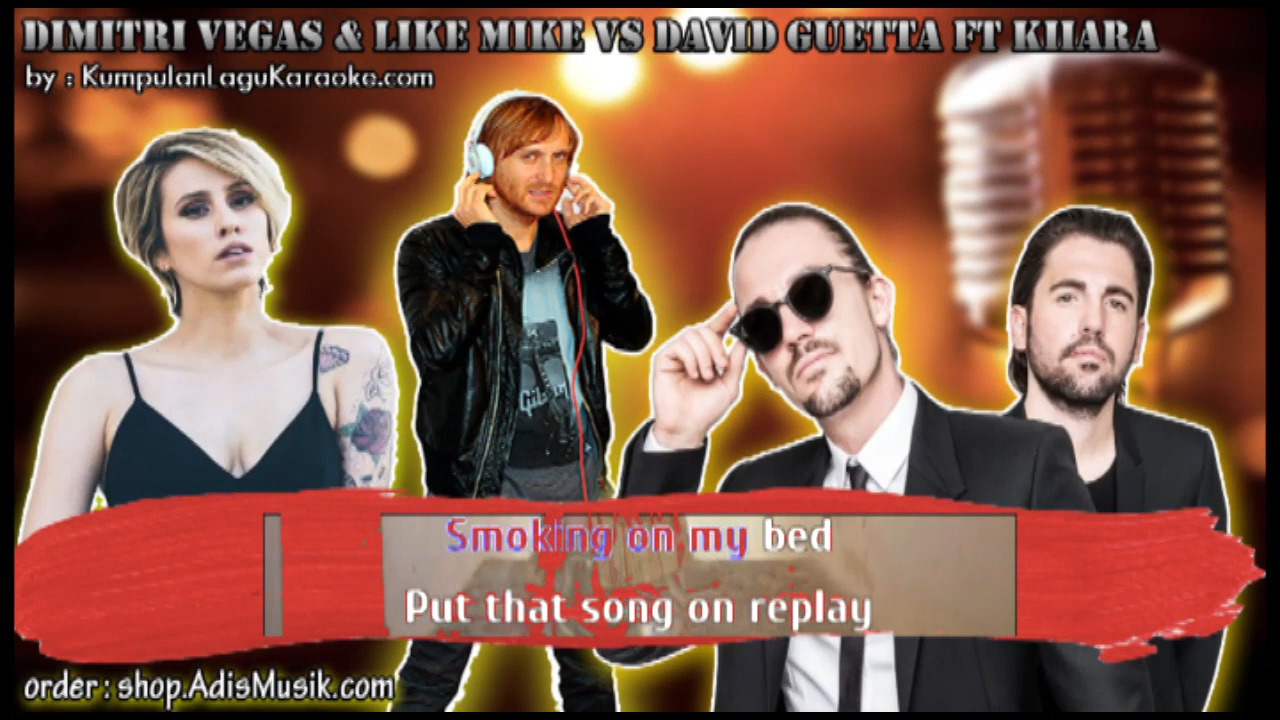 DIMITRI VEGAS & LIKE MIKE VS DAVID GUETTA FT KIIARA
by : KumpulanLaguKaraoke.com
Smoking on my bed
Put that song on replay
order : shop.AdisMusik.com